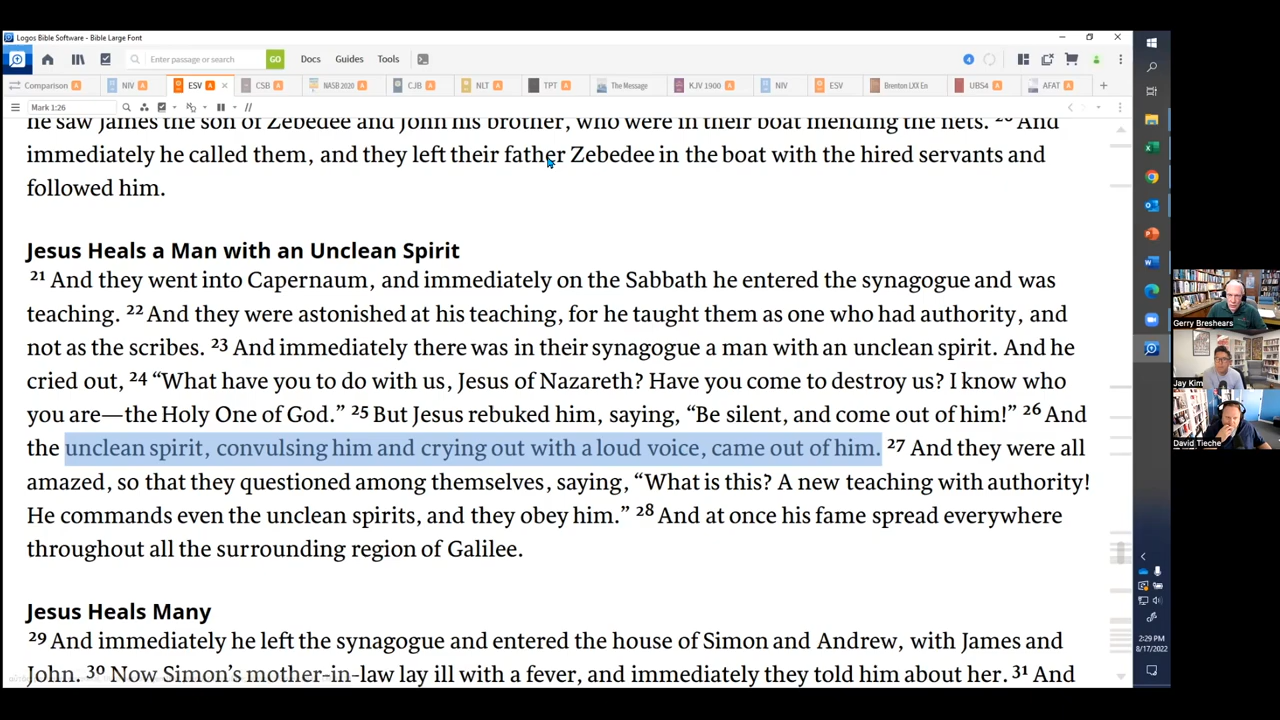 Logos Bible Software - Bible Large Font
Enter passage or search GO Docs Guides Tools
4
Comparison A NIV A ESV A × CSB A NASB 2020 A CJB A NLT A TPT A The Message KJV 1900 A NIV ESV A Brenton LXX En UBS4 A AFAT A +
Mark 1:26
he saw James the son of Zebedee and John his brother, who were in their boat mending the nets. 20 And
immediately he called them, and they left their father Zebedee in the boat with the hired servants and
followed him.
Jesus Heals a Man with an Unclean Spirit
21 And they went into Capernaum, and immediately on the Sabbath he entered the synagogue and was
teaching. 22 And they were astonished at his teaching, for he taught them as one who had authority, and
not as the scribes. 23 And immediately there was in their synagogue a man with an unclean spirit. And he
cried out, 24 “What have you to do with us, Jesus of Nazareth? Have you come to destroy us? I know who
you are—the Holy One of God.” 25 But Jesus rebuked him, saying, “Be silent, and come out of him!” 26 And
the unclean spirit, convulsing him and crying out with a loud voice, came out of him. 27 And they were all
amazed, so that they questioned among themselves, saying, “What is this? A new teaching with authority!
He commands even the unclean spirits, and they obey him.” 28 And at once his fame spread everywhere
throughout all the surrounding region of Galilee.
Jesus Heals Many
29 And immediately he left the synagogue and entered the house of Simon and Andrew, with James and
John. 30 Now Simon’s mother-in-law lay ill with a fever, and immediately they told him about her. 31 And
Gerry Breshears
Jay Kim
David Tieche
2:29 PM
8/17/2022